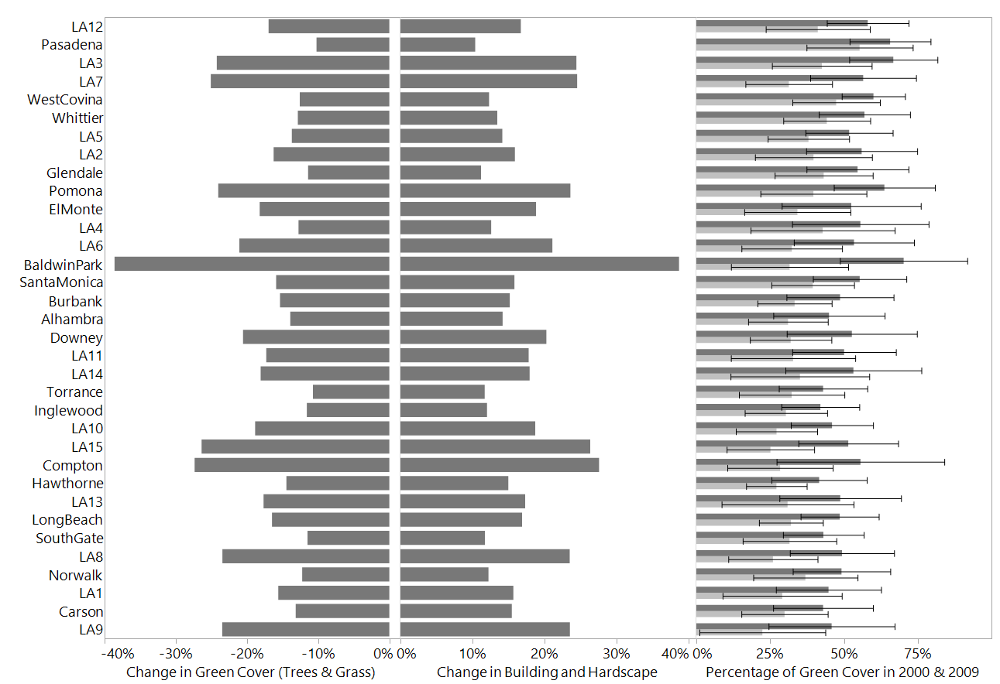 LA12
Pasadena
LA3
LA7
WestCovina
Whittier
LA5
LA2
Glendale
Pomona
ElMonte
LA4
LA6
BaldwinPark
SantaMonica
Burbank
Alhambra
Downey
LA11
LA14
Torrance
Inglewood
LA10
LA15
Compton
Hawthorne
LA13
LongBeach
SouthGate
LA8
Norwalk
LA1
Carson
LA9
-40% -30% -20% -10% 0% 0% 10% 20% 30% 40% 0% 25% 50% 75%
Change in Green Cover (Trees & Grass) Change in Building and Hardscape Percentage of Green Cover in 2000 & 2009